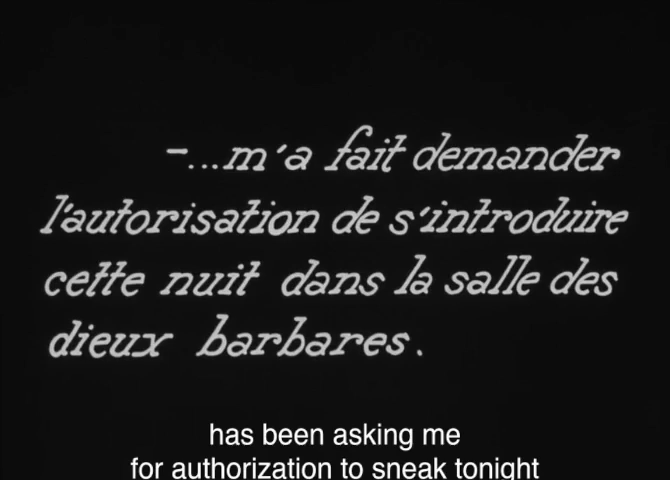 -...m'a fait demander
l'autorisation de s'introduire
cette nuit dans la salle des
dieux barbares.
has been asking me
for authorization to sneak tonight